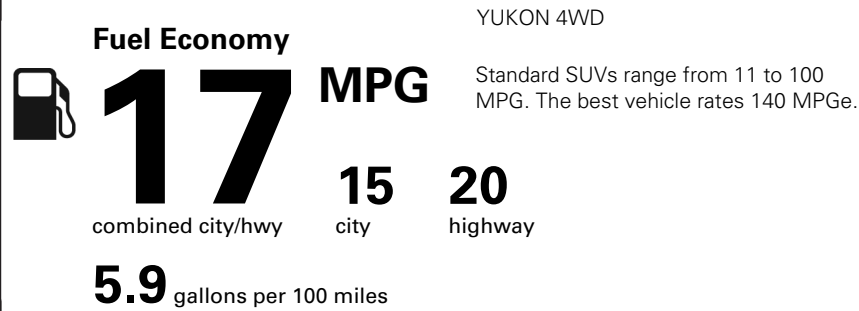 YUKON 4WD
Fuel Economy
17 MPG
Standard SUVs range from 11 to 100
MPG. The best vehicle rates 140 MPGe.
15 20
combined city/hwy city highway
5.9 gallons per 100 miles